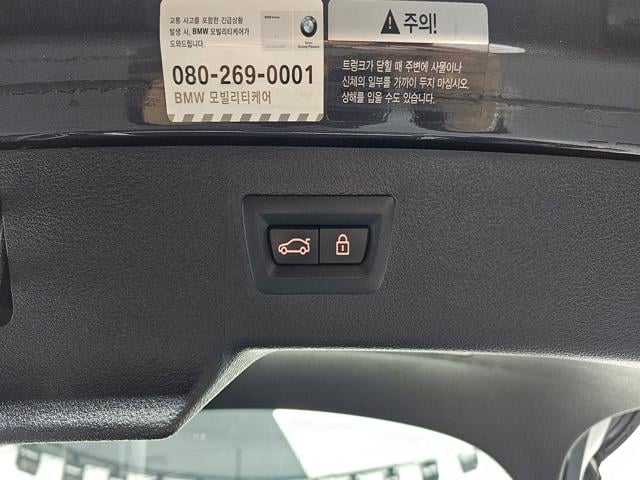 교통 사고를 포함한 긴급상황
발생 시, BMW 모빌리티케어가
도와드립니다.
080-269-0001
BMW 모빌리티케어
주의!
트렁크가 닫힐 때 주변에 사물이나
신체의 일부를 가까이 두지 마십시오.
상해를 입을 수도 있습니다.